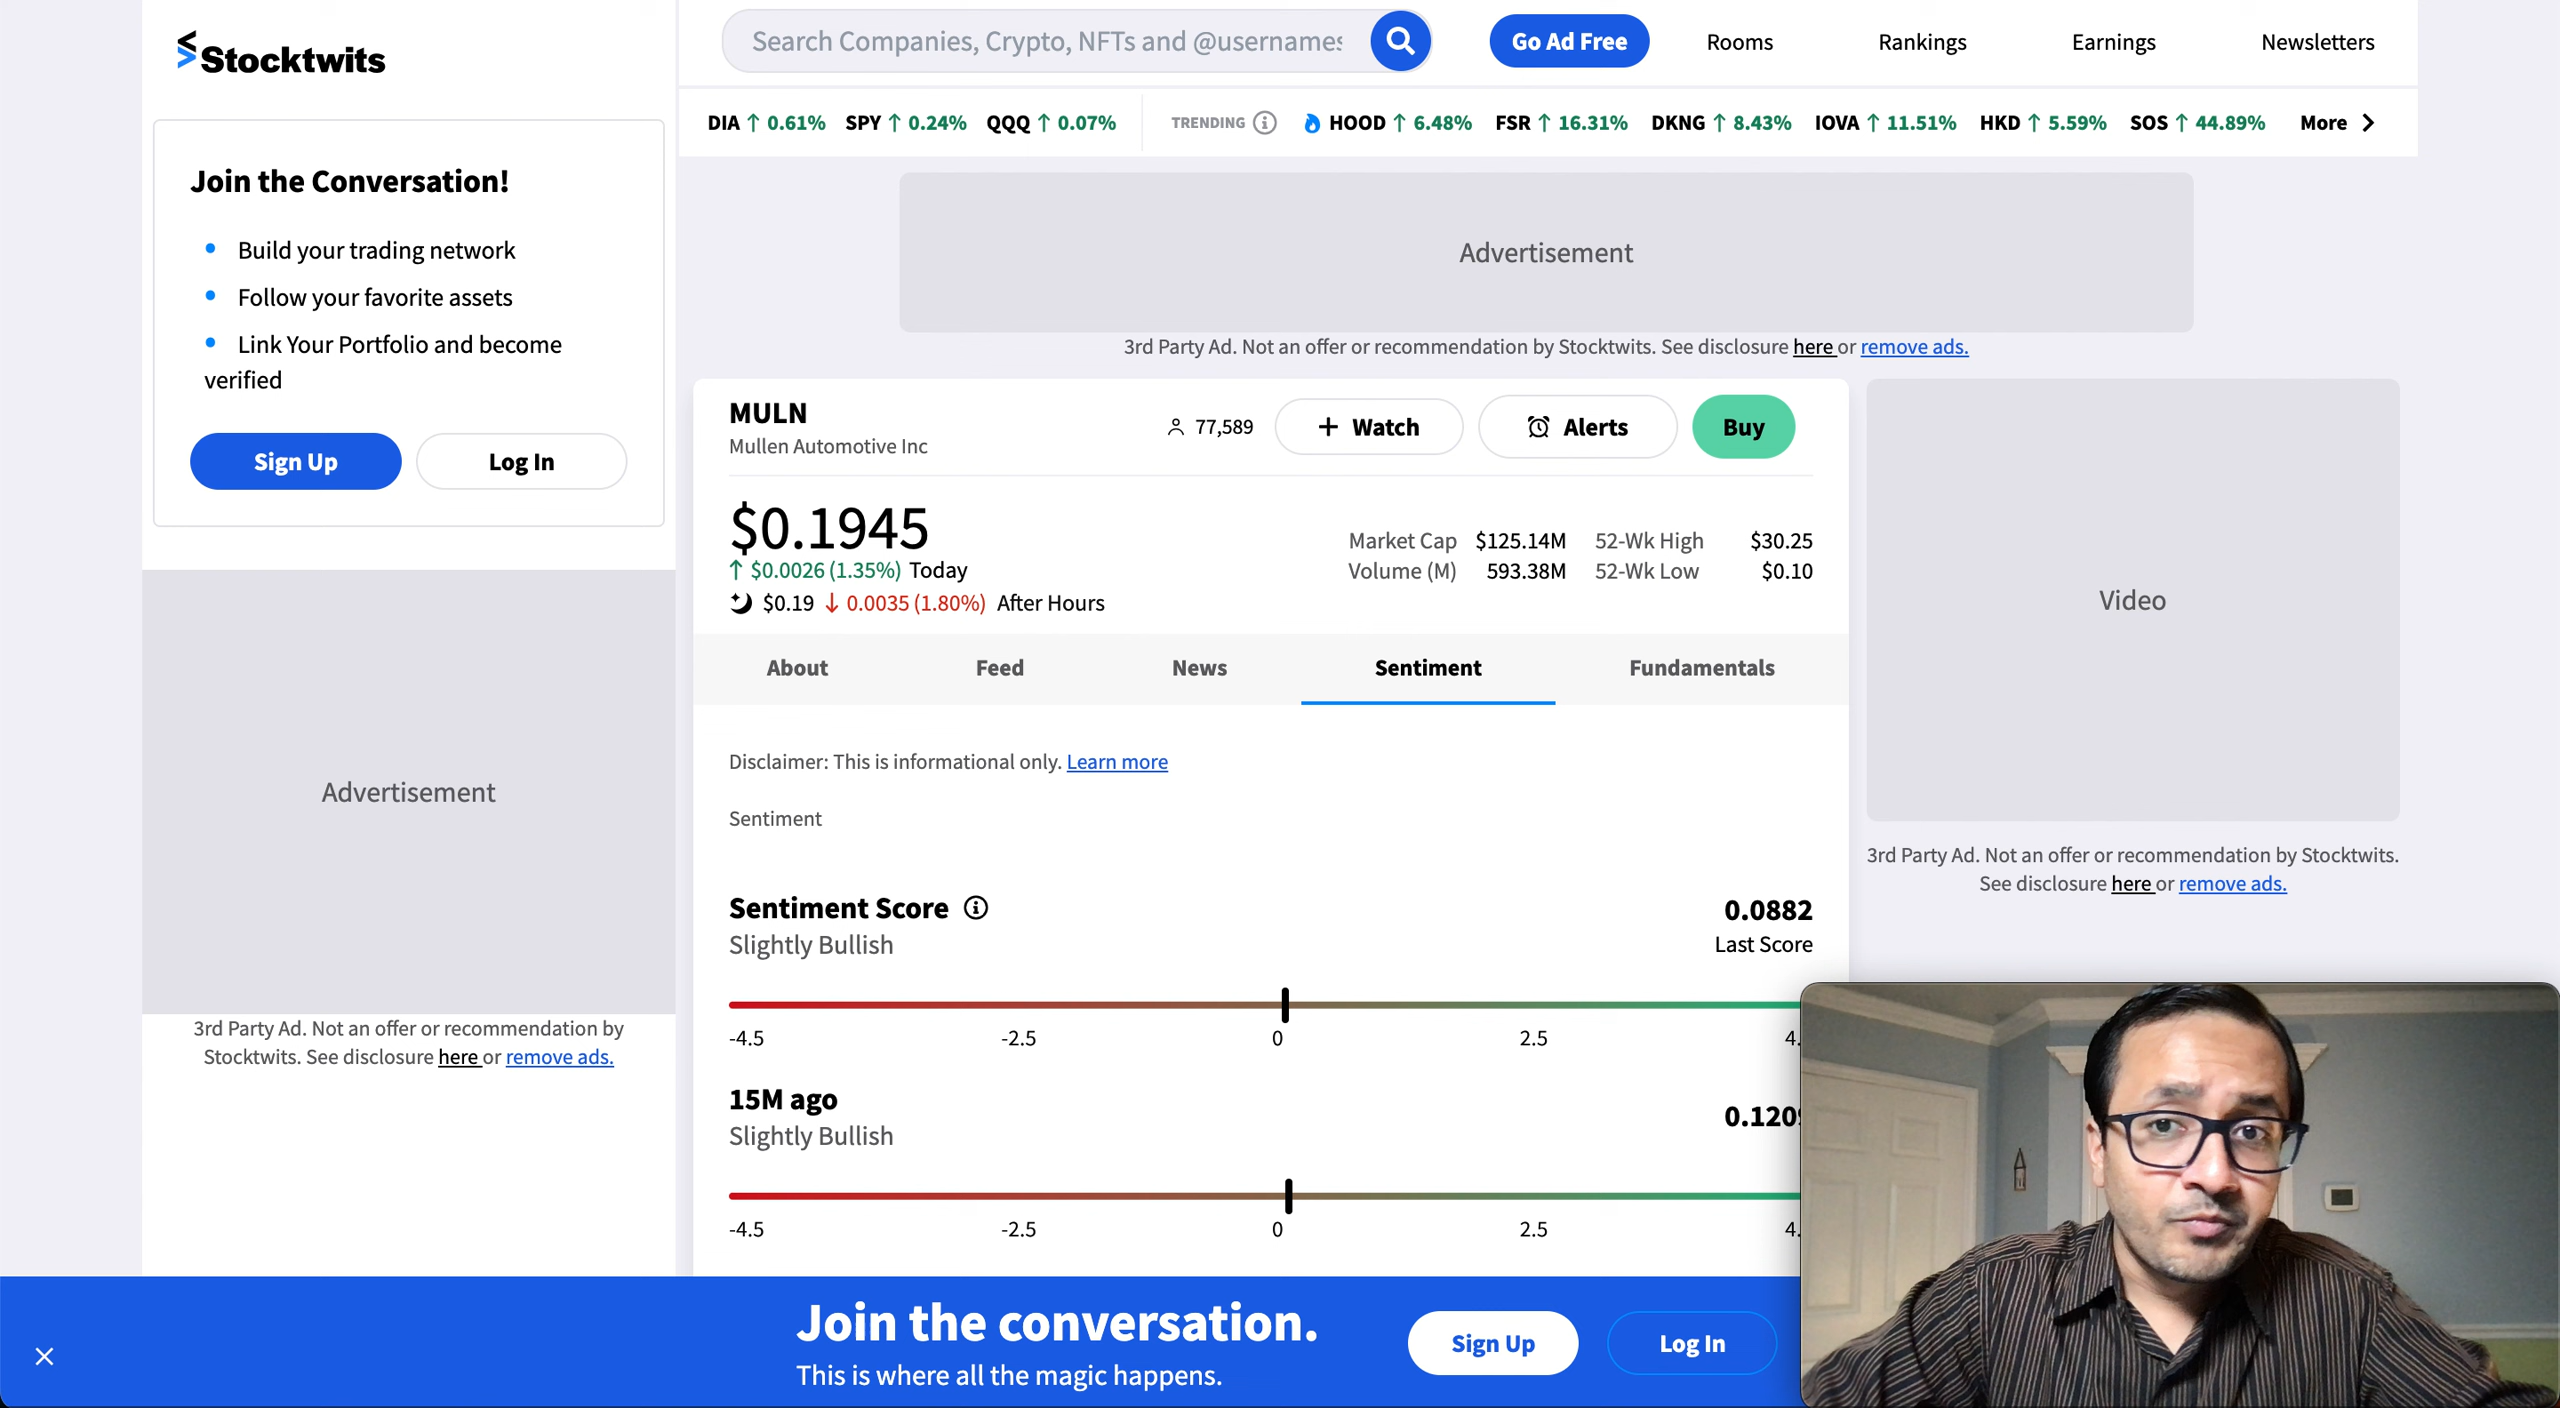 Stocktwits
Search Companies, Crypto, NFTs and @usernames
Go Ad Free
Rooms
Rankings
Earnings
Newsletters
DIA ↑ 0.61% SPY ↑ 0.24% QQQ ↑ 0.07% TRENDING HOOD ↑ 6.48% FSR ↑ 16.31% DKNG ↑ 8.43% IOVA ↑ 11.51% HKD ↑ 5.59% SOS ↑ 44.89% More
Join the Conversation!
• Build your trading network
• Follow your favorite assets
• Link Your Portfolio and become
verified
Sign Up
Log In
Advertisement
3rd Party Ad. Not an offer or recommendation by
Stocktwits. See disclosure here or remove ads.
Advertisement
3rd Party Ad. Not an offer or recommendation by Stocktwits. See disclosure here or remove ads.
MULN
Mullen Automotive Inc
77,589
+ Watch
Alerts
Buy
$0.1945
↑ $0.0026 (1.35%) Today
$0.19 ↓ 0.0035 (1.80%) After Hours
Market Cap $125.14M 52-Wk High $30.25
Volume (M) 593.38M 52-Wk Low $0.10
About
Feed
News
Sentiment
Fundamentals
Disclaimer: This is informational only. Learn more
Sentiment
Sentiment Score
0.0882
Slightly Bullish
Last Score
-4.5 -2.5 0 2.5 4.
15M ago
0.120
Slightly Bullish
-4.5 -2.5 0 2.5 4.
Video
3rd Party Ad. Not an offer or recommendation by Stocktwits.
See disclosure here or remove ads.
Join the conversation.
This is where all the magic happens.
Sign Up
Log In